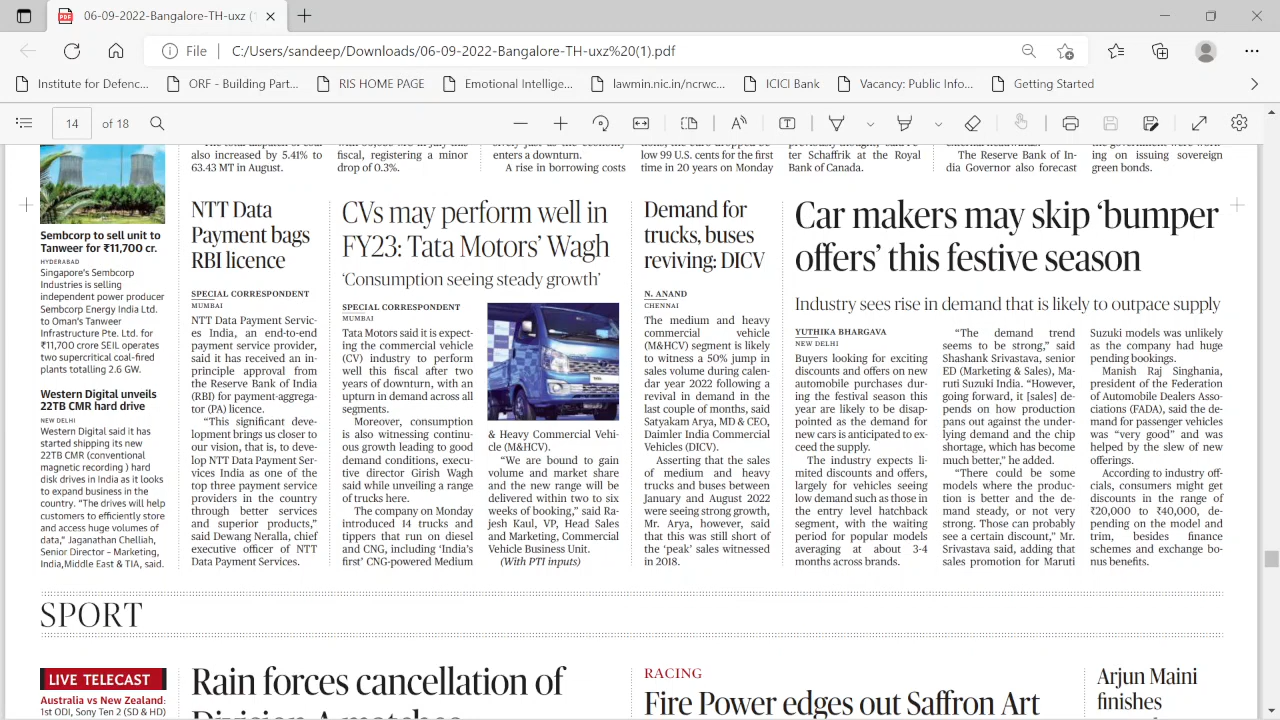 06-09-2022-Bangalore-TH-uxz (
File
C:/Users/sandeep/Downloads/06-09-2022-Bangalore-TH-uxz%20(1).pdf
Institute for Defenc...
ORF - Building Part...
RIS HOME PAGE
Emotional Intellige...
lawmin.nic.in/ncrwc...
ICICI Bank
Vacancy: Public Info...
Getting Started
14 of 18
also increased by 5.41% to
63.43 MT in August.
fiscal, registering a minor
drop of 0.3%.
enters a downturn.
A rise in borrowing costs
low 99 U.S. cents for the first
time in 20 years on Monday
ter Schaffrik at the Royal
Bank of Canada.
The Reserve Bank of In-
dia Governor also forecast
ing on issuing sovereign
green bonds.
Sembcorp to sell unit to
Tanweer for ₹11,700 cr.
HYDERABAD
Singapore's Sembcorp
Industries is selling
independent power producer
Sembcorp Energy India Ltd.
to Oman's Tanweer
Infrastructure Pte. Ltd. for
₹11,700 crore SEIL operates
two supercritical coal-fired
plants totalling 2.6 GW.
Western Digital unveils
22TB CMR hard drive
NEW DELHI
Western Digital said it has
started shipping its new
22TB CMR (conventional
magnetic recording ) hard
disk drives in India as it looks
to expand business in the
country. “The drives will help
customers to efficiently store
and access huge volumes of
data,” Jaganathan Chelliah,
Senior Director – Marketing,
India,Middle East & TIA, said.
NTT Data
Payment bags
RBI licence
SPECIAL CORRESPONDENT
MUMBAI
NTT Data Payment Servic-
es India, an end-to-end
payment service provider,
said it has received an in-
principle approval from
the Reserve Bank of India
(RBI) for payment-aggrega-
tor (PA) licence.
“This significant deve-
lopment brings us closer to
our vision, that is, to deve-
lop NTT Data Payment Ser-
vices India as one of the
top three payment service
providers in the country
through better services
and superior products,”
said Dewang Neralla, chief
executive officer of NTT
Data Payment Services.
CVs may perform well in
FY23: Tata Motors’ Wagh
‘Consumption seeing steady growth’
SPECIAL CORRESPONDENT
MUMBAI
Tata Motors said it is expect-
ing the commercial vehicle
(CV) industry to perform
well this fiscal after two
years of downturn, with an
upturn in demand across all
segments.
Moreover, consumption
is also witnessing continu-
ous growth leading to good
demand conditions, execu-
tive director Girish Wagh
said while unveiling a range
of trucks here.
The company on Monday
introduced 14 trucks and
tippers that run on diesel
and CNG, including ‘India’s
first’ CNG-powered Medium
& Heavy Commercial Vehi-
cle (M&HCV).
“We are bound to gain
volume and market share
and the new range will be
delivered within two to six
weeks of booking,” said Ra-
jesh Kaul, VP, Head Sales
and Marketing, Commercial
Vehicle Business Unit.
(With PTI inputs)
Demand for
trucks, buses
reviving: DICV
N. ANAND
CHENNAI
The medium and heavy
commercial vehicle
(M&HCV) segment is likely
to witness a 50% jump in
sales volume during calen-
dar year 2022 following a
revival in demand in the
last couple of months, said
Satyakam Arya, MD & CEO,
Daimler India Commercial
Vehicles (DICV).
Asserting that the sales
of medium and heavy
trucks and buses between
January and August 2022
were seeing strong growth,
Mr. Arya, however, said
that this was still short of
the ‘peak’ sales witnessed
in 2018.
Car makers may skip ‘bumper
offers’ this festive season
Industry sees rise in demand that is likely to outpace supply
YUTHIKA BHARGAVA
NEW DELHI
Buyers looking for exciting
discounts and offers on new
automobile purchases dur-
ing the festival season this
year are likely to be disap-
pointed as the demand for
new cars is anticipated to ex-
ceed the supply.
The industry expects li-
mited discounts and offers,
largely for vehicles seeing
low demand such as those in
the entry level hatchback
segment, with the waiting
period for popular models
averaging at about 3-4
months across brands.
“The demand trend
seems to be strong,” said
Shashank Srivastava, senior
ED (Marketing & Sales), Ma-
ruti Suzuki India. “However,
going forward, it [sales] de-
pends on how production
pans out against the under-
lying demand and the chip
shortage, which has become
much better,” he added.
“There could be some
models where the produc-
tion is better and the de-
mand steady, or not very
strong. Those can probably
see a certain discount,” Mr.
Srivastava said, adding that
sales promotion for Maruti
Suzuki models was unlikely
as the company had huge
pending bookings.
Manish Raj Singhania,
president of the Federation
of Automobile Dealers Asso-
ciations (FADA), said the de-
mand for passenger vehicles
was “very good” and was
helped by the slew of new
offerings.
According to industry off-
cials, consumers might get
discounts in the range of
₹20,000 to ₹40,000, de-
pending on the model and
trim, besides finance
schemes and exchange bo-
nus benefits.
SPORT
LIVE TELECAST
Australia vs New Zealand:
1st ODI, Sony Ten 2 (SD & HD)
Rain forces cancellation of
RACING
Fire Power edges out Saffron Art
Arjun Maini
finishes